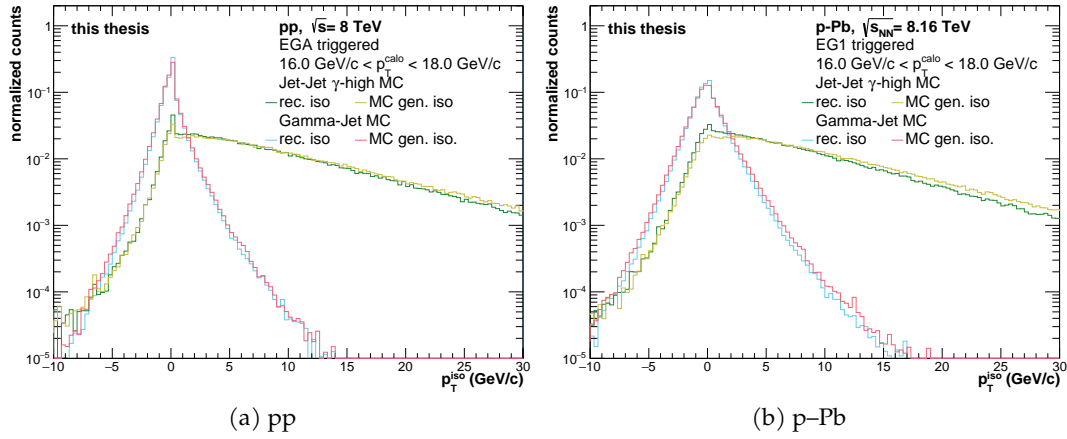 normalized counts
this thesis
pp, √s= 8 TeV
EGA triggered
16.0 GeV/c < p_T^calo < 18.0 GeV/c
Jet-Jet γ-high MC
rec. iso MC gen. iso
Gamma-Jet MC
rec. iso MC gen. iso.
1
10⁻¹
10⁻²
10⁻³
10⁻⁴
10⁻⁵
−10 −5 0 5 10 15 20 25 30
p_T^iso (GeV/c)
(a) pp
normalized counts
this thesis
p-Pb, √s_NN = 8.16 TeV
EG1 triggered
16.0 GeV/c < p_T^calo < 18.0 GeV/c
Jet-Jet γ-high MC
rec. iso MC gen. iso
Gamma-Jet MC
rec. iso MC gen. iso.
1
10⁻¹
10⁻²
10⁻³
10⁻⁴
10⁻⁵
−10 −5 0 5 10 15 20 25 30
p_T^iso (GeV/c)
(b) p–Pb